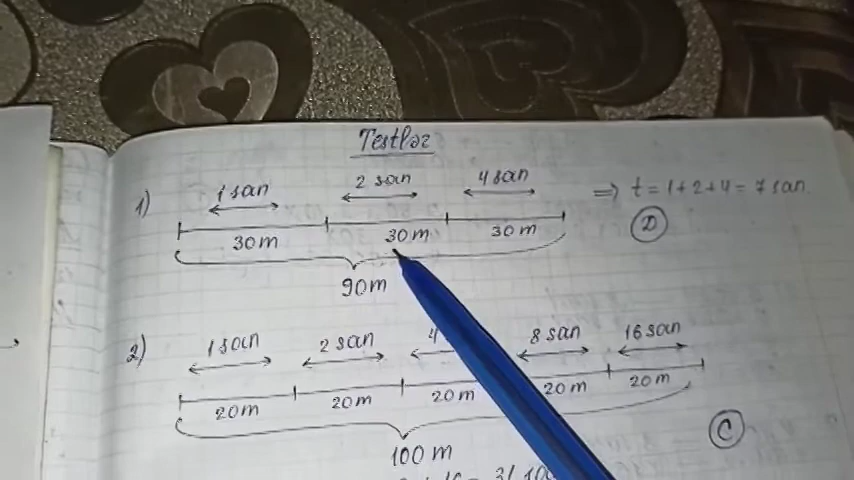 Testlər
1) 1 san 2 san 4 san ⇒ t = 1+2+4 = 7 san.
30 m 30 m 30 m D
90 m
2) 1 san 2 san 4 8 san 16 san
20 m 20 m 20 m 20 m 20 m
C
100 m